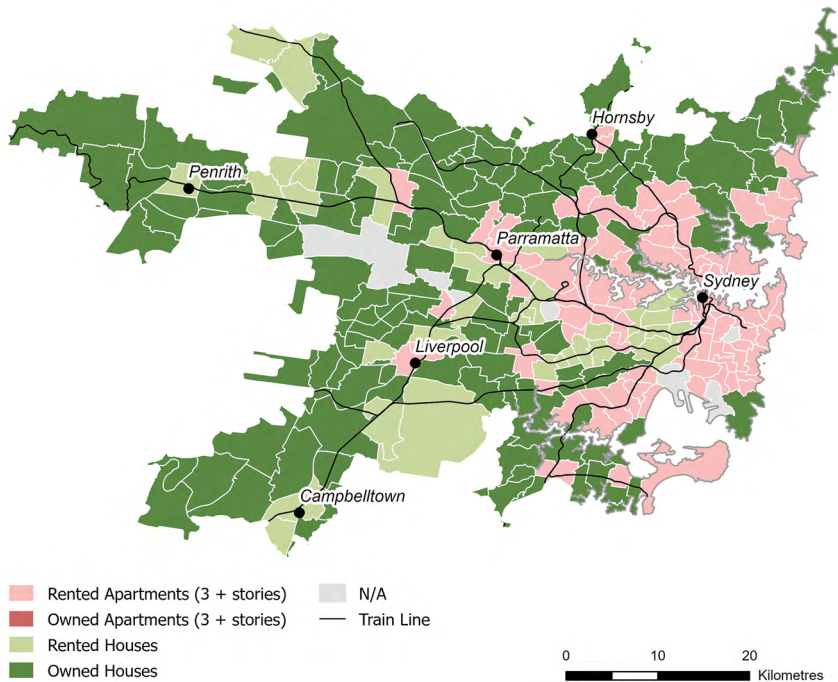 Hornsby
Penrith
Parramatta
Sydney
Liverpool
Campbelltown
Rented Apartments (3 + stories)
Owned Apartments (3 + stories)
Rented Houses
Owned Houses
N/A
Train Line
0 10 20
Kilometres